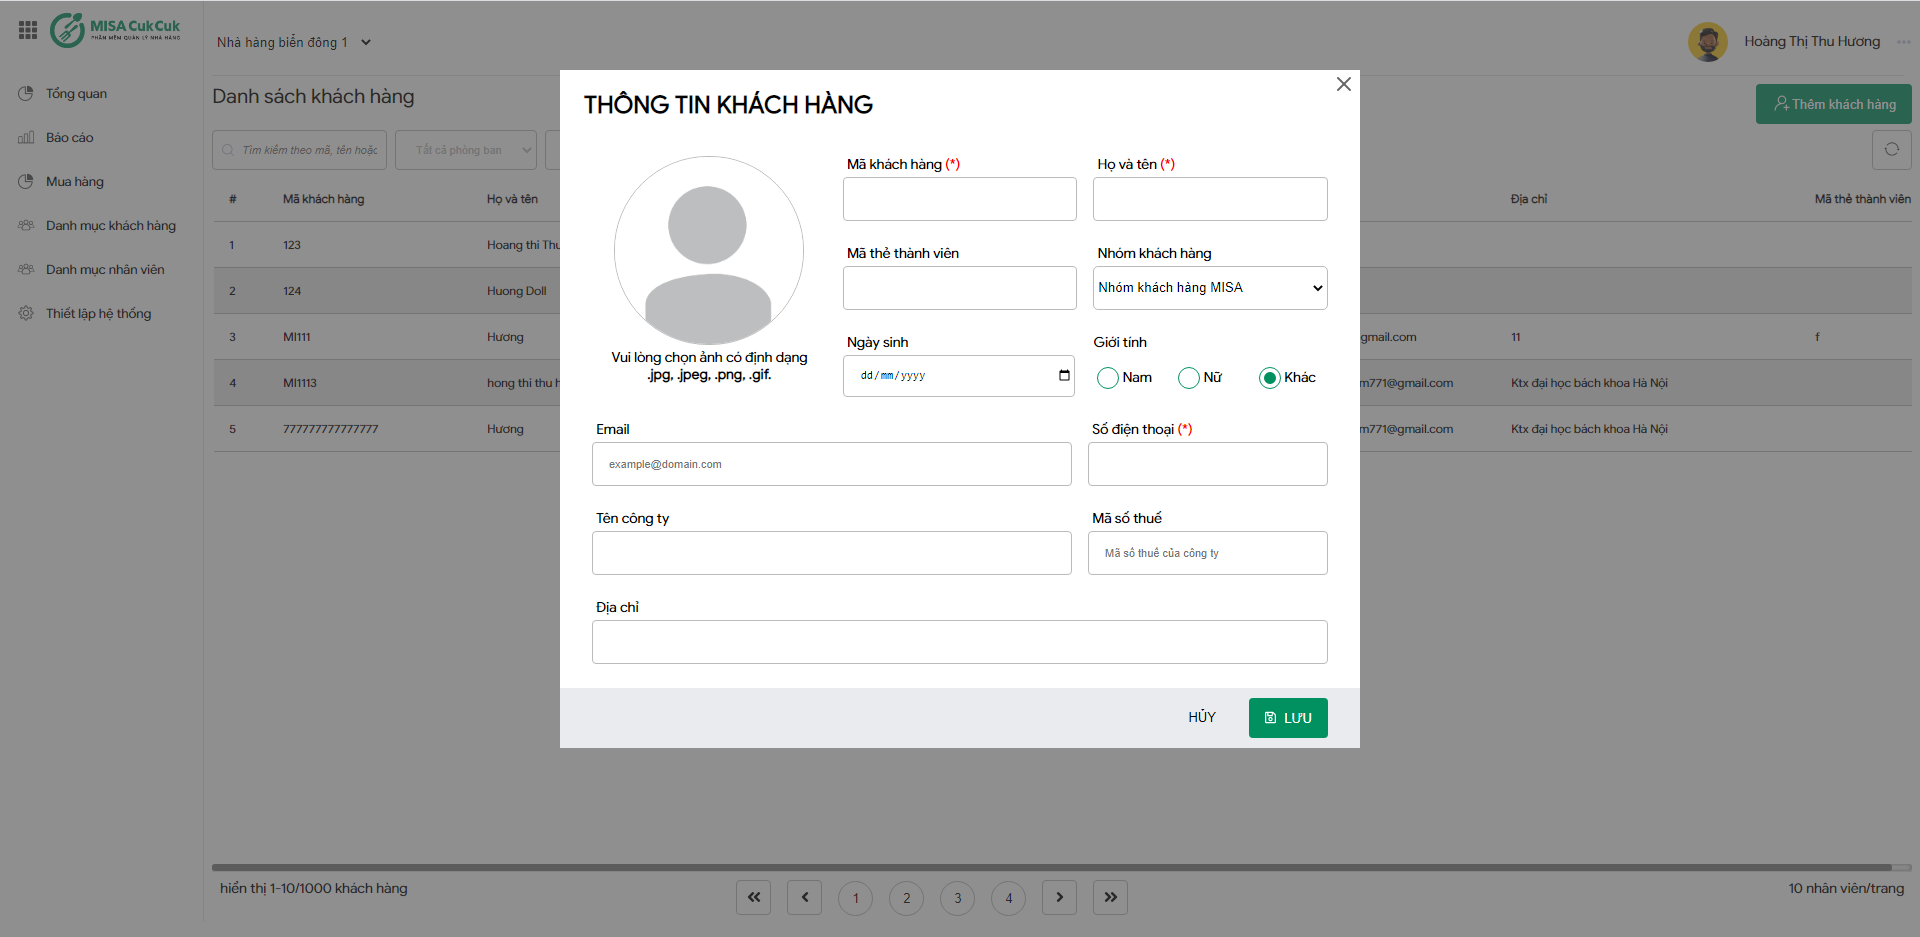 MISA CukCuk
PHẦN MỀM QUẢN LÝ NHÀ HÀNG
Nhà hàng biển đông 1
Hoàng Thị Thu Hương
Tổng quan
Báo cáo
Mua hàng
Danh mục khách hàng
Danh mục nhân viên
Thiết lập hệ thống
Danh sách khách hàng
Thêm khách hàng
Tìm kiếm theo mã, tên hoặc
Tất cả phòng ban
# Mã khách hàng Họ và tên Địa chỉ Mã thẻ thành viên
1 123 Hoang thi Thu
2 124 Huong Doll
3 MI111 Hương gmail.com 11 f
4 MI1113 hong thi thu h m771@gmail.com Ktx đại học bách khoa Hà Nội
5 777777777777777 Hương m771@gmail.com Ktx đại học bách khoa Hà Nội
THÔNG TIN KHÁCH HÀNG
Vui lòng chọn ảnh có định dạng
.jpg, .jpeg, .png, .gif.
Mã khách hàng (*) Họ và tên (*)
Mã thẻ thành viên Nhóm khách hàng
Nhóm khách hàng MISA
Ngày sinh Giới tính
dd/mm/yyyy Nam Nữ Khác
Email Số điện thoại (*)
example@domain.com
Tên công ty Mã số thuế
Mã số thuế của công ty
Địa chỉ
HỦY LƯU
hiển thị 1-10/1000 khách hàng
1 2 3 4
10 nhân viên/trang